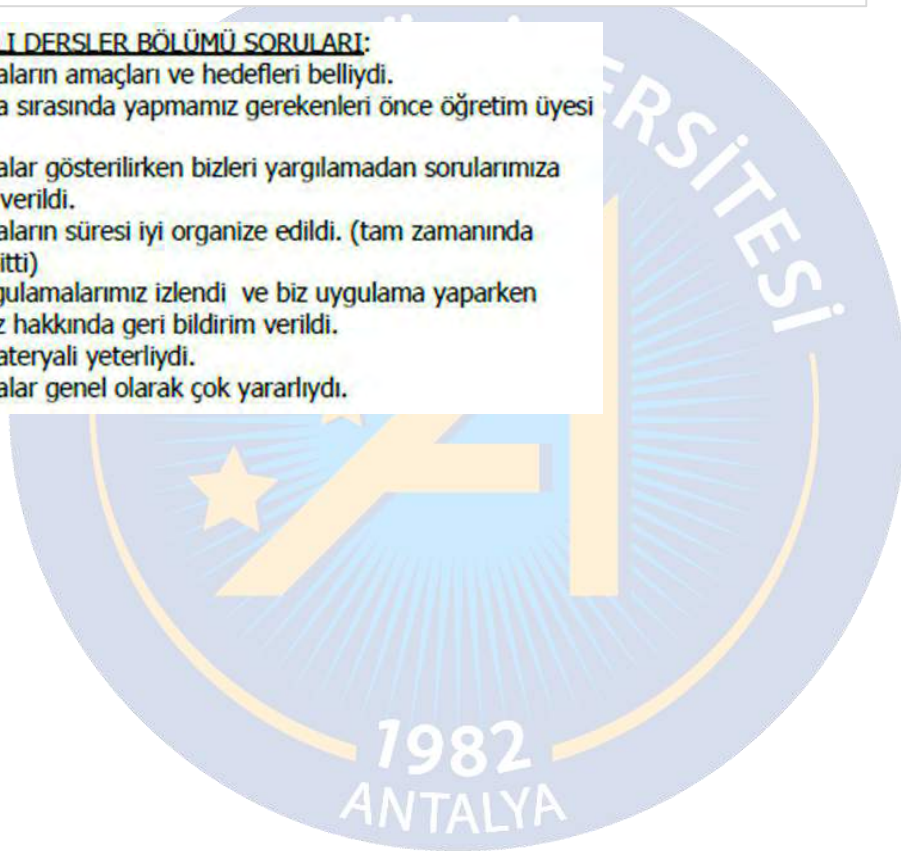 LI DERSLER BÖLÜMÜ SORULARI:
aların amaçları ve hedefleri belliydi.
a sırasında yapmamız gerekenleri önce öğretim üyesi
alar gösterilirken bizleri yargılamadan sorularımıza
verildi.
aların süresi iyi organize edildi. (tam zamanında
itti)
gulamalarımız izlendi ve biz uygulama yaparken
z hakkında geri bildirim verildi.
ateryali yeterliydi.
alar genel olarak çok yararlıydı.
ERSİTESİ
1982
ANTALYA